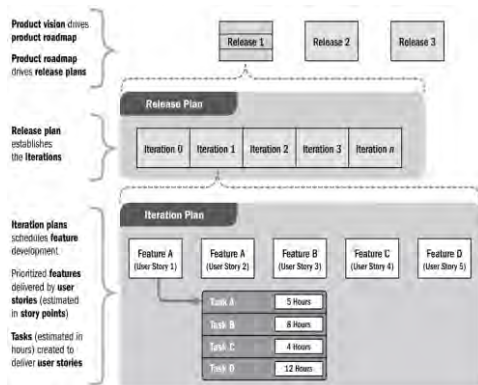 Product vision drives
product roadmap
Product roadmap
drives release plans
Release 1
Release 2
Release 3
Release Plan
Release plan
establishes
the iterations
Iteration 0
Iteration 1
Iteration 2
Iteration 3
Iteration n
Iteration Plan
Iteration plans
schedules feature
development
Prioritized features
delivered by user
stories (estimated
in story points)
Tasks (estimated in
hours) created to
deliver user stories
Feature A
(User Story 1)
Feature A
(User Story 2)
Feature B
(User Story 3)
Feature C
(User Story 4)
Feature D
(User Story 5)
Task A
5 Hours
Task B
8 Hours
Task C
4 Hours
Task D
12 Hours